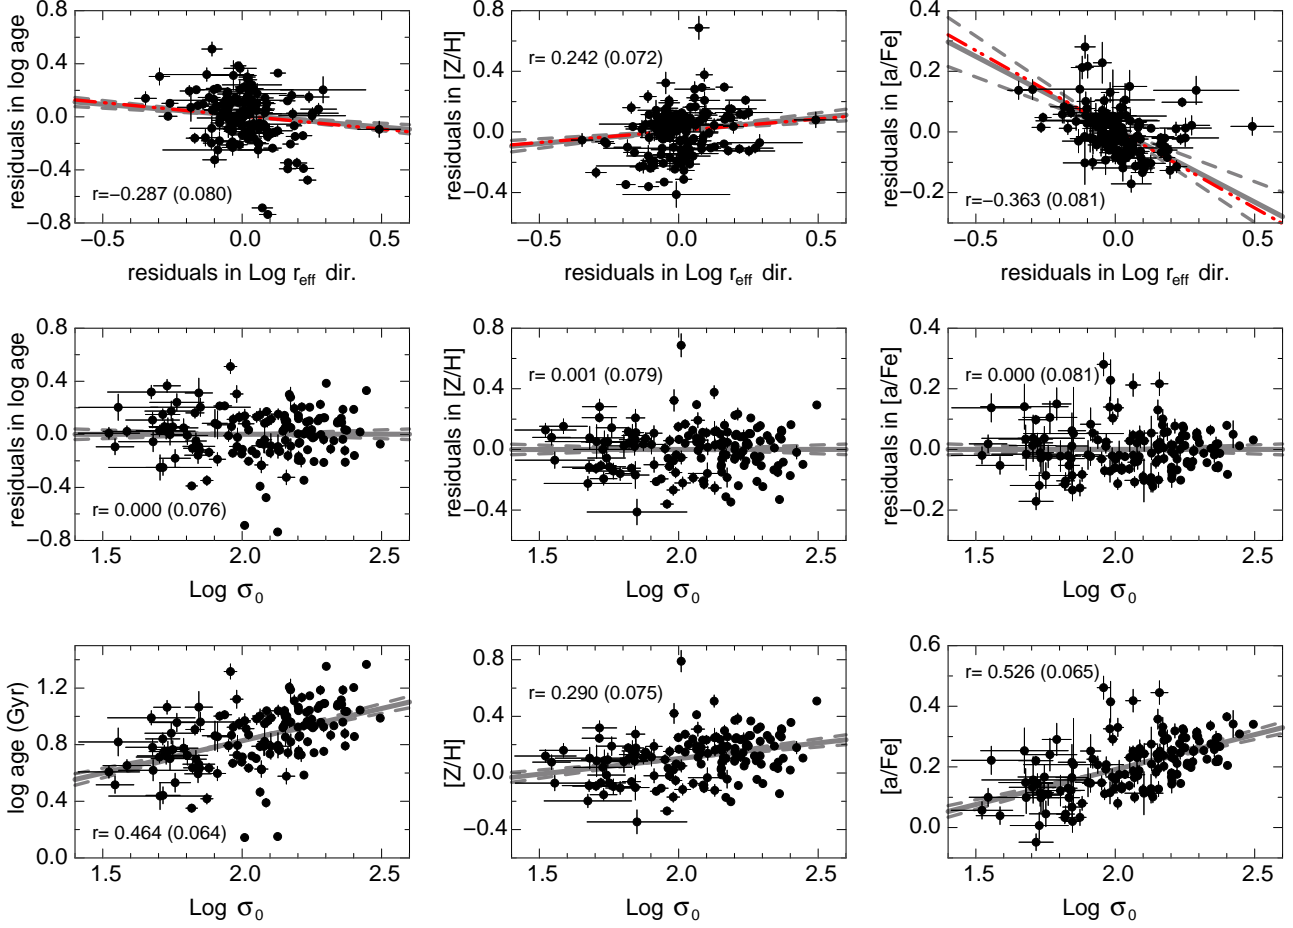 residuals in log age
0.8
0.4
0.0
−0.4
−0.8
r=−0.287 (0.080)
−0.5
0.0
0.5
residuals in Log r_eff dir.
residuals in [Z/H]
0.8
0.4
0.0
−0.4
r= 0.242 (0.072)
−0.5
0.0
0.5
residuals in Log r_eff dir.
residuals in [a/Fe]
0.4
0.2
0.0
−0.2
r=−0.363 (0.081)
−0.5
0.0
0.5
residuals in Log r_eff dir.
residuals in log age
0.8
0.4
0.0
−0.4
−0.8
r= 0.000 (0.076)
1.5
2.0
2.5
Log σ₀
residuals in [Z/H]
0.8
0.4
0.0
−0.4
r= 0.001 (0.079)
1.5
2.0
2.5
Log σ₀
residuals in [a/Fe]
0.4
0.2
0.0
−0.2
r= 0.000 (0.081)
1.5
2.0
2.5
Log σ₀
log age (Gyr)
1.2
0.8
0.4
0.0
r= 0.464 (0.064)
1.5
2.0
2.5
Log σ₀
[Z/H]
0.8
0.4
0.0
−0.4
r= 0.290 (0.075)
1.5
2.0
2.5
Log σ₀
[a/Fe]
0.6
0.4
0.2
0.0
r= 0.526 (0.065)
1.5
2.0
2.5
Log σ₀